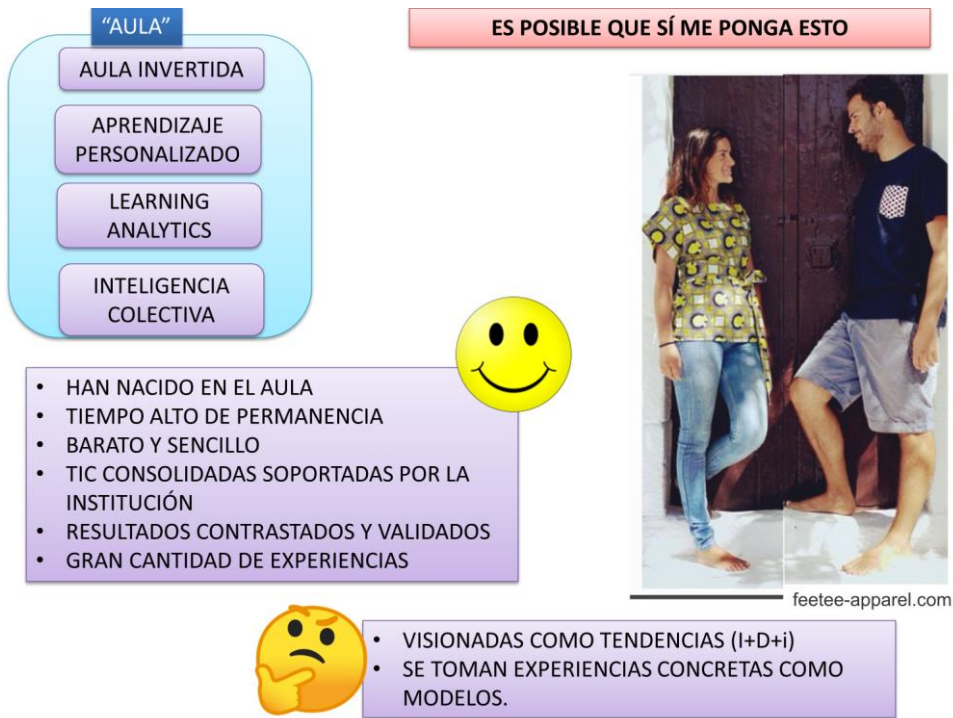 “AULA”
AULA INVERTIDA
APRENDIZAJE
PERSONALIZADO
LEARNING
ANALYTICS
INTELIGENCIA
COLECTIVA
ES POSIBLE QUE SÍ ME PONGA ESTO
• HAN NACIDO EN EL AULA
• TIEMPO ALTO DE PERMANENCIA
• BARATO Y SENCILLO
• TIC CONSOLIDADAS SOPORTADAS POR LA
INSTITUCIÓN
• RESULTADOS CONTRASTADOS Y VALIDADOS
• GRAN CANTIDAD DE EXPERIENCIAS
feetee-apparel.com
• VISIONADAS COMO TENDENCIAS (I+D+i)
• SE TOMAN EXPERIENCIAS CONCRETAS COMO
MODELOS.